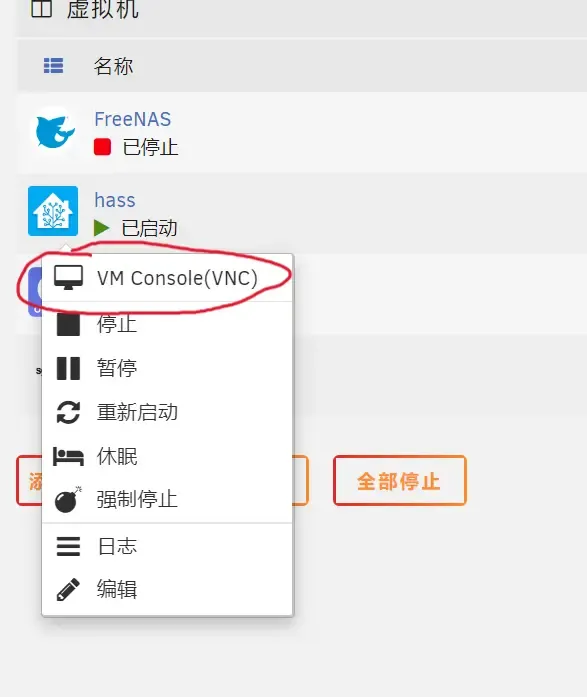 虚拟机
名称
FreeNAS
已停止
hass
已启动
VM Console(VNC)
停止
暂停
重新启动
休眠
强制停止
全部停止
日志
编辑